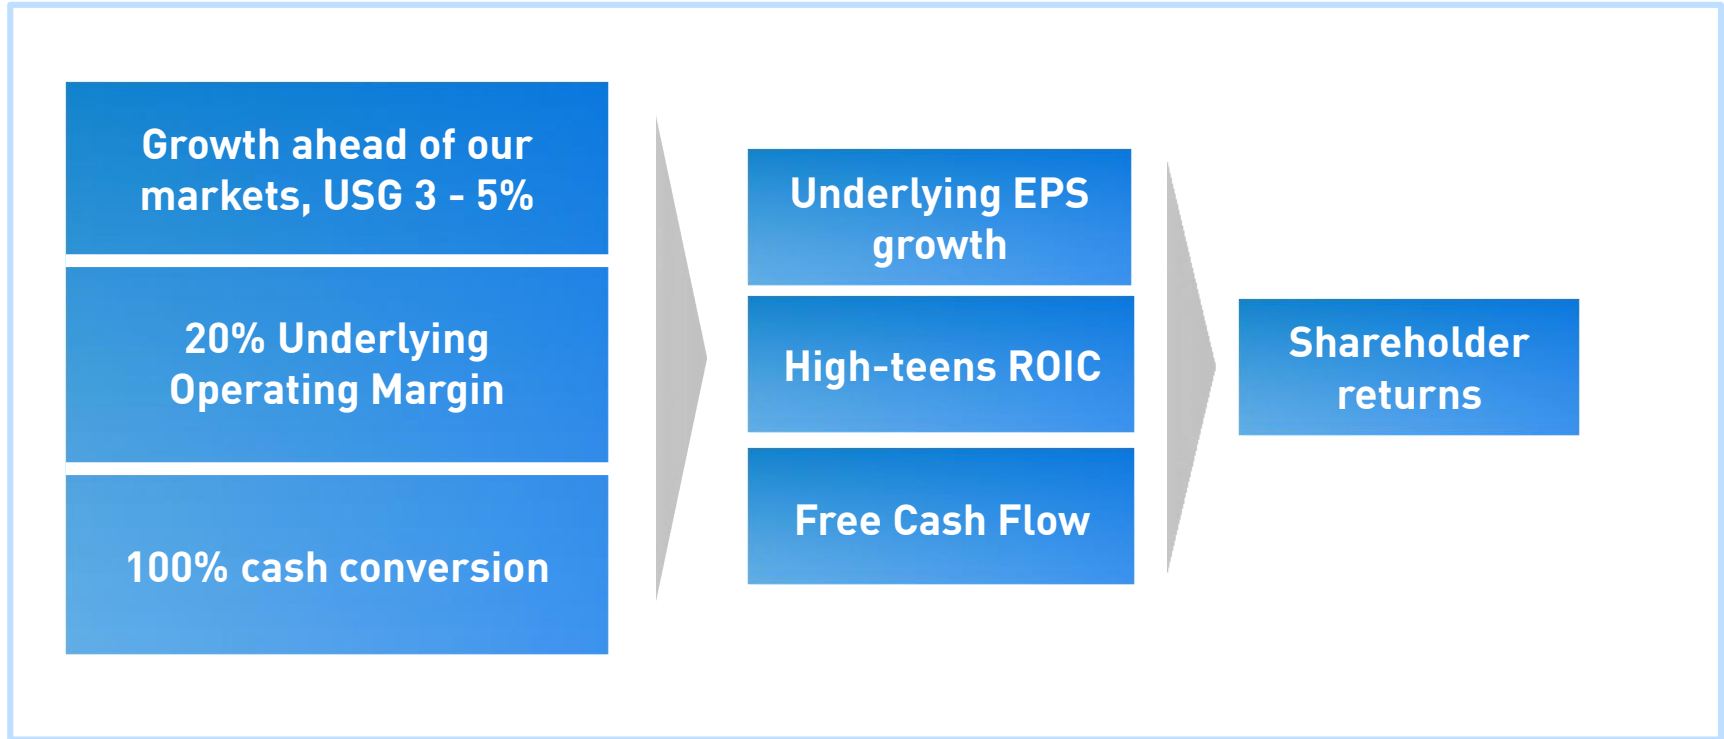 Growth ahead of our
markets, USG 3 - 5%
20% Underlying
Operating Margin
100% cash conversion
Underlying EPS
growth
High-teens ROIC
Free Cash Flow
Shareholder
returns